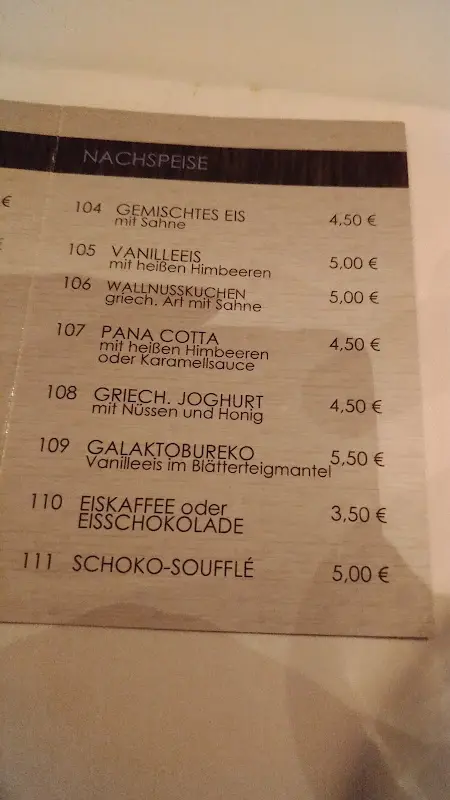 NACHSPEISE
€
104 GEMISCHTES EIS 4,50 €
mit Sahne
105 VANILLEEIS 5,00 €
mit heißen Himbeeren
106 WALLNUSSKUCHEN 5,00 €
griech. Art mit Sahne
107 PANA COTTA 4,50 €
mit heißen Himbeeren
oder Karamellsauce
108 GRIECH. JOGHURT 4,50 €
mit Nüssen und Honig
109 GALAKTOBUREKO 5,50 €
Vanilleeis im Blätterteigmantel
110 EISKAFFEE oder 3,50 €
EISSCHOKOLADE
111 SCHOKO-SOUFFLÉ 5,00 €